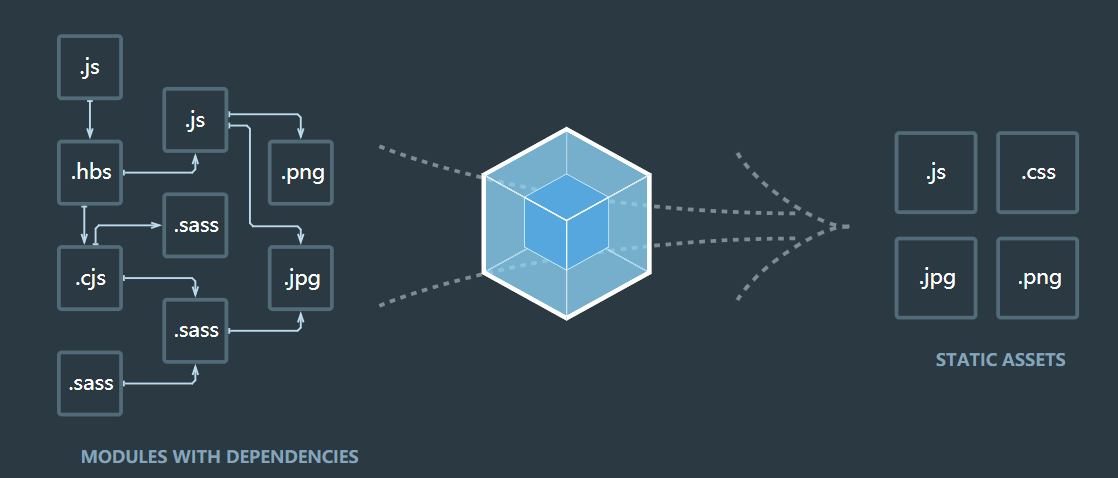 .js
.js
.hbs
.png
.sass
.cjs
.jpg
.sass
.sass
MODULES WITH DEPENDENCIES
.js
.css
.jpg
.png
STATIC ASSETS